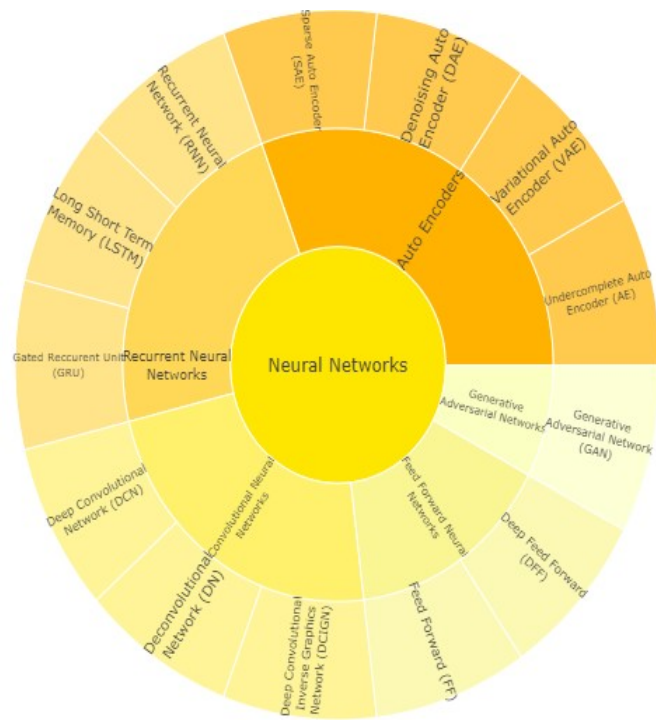 Neural Networks
Auto Encoders
Sparse Auto Encoder
(SAE)
Denoising Auto
Encoder (DAE)
Variational Auto
Encoder (VAE)
Undercomplete Auto
Encoder (AE)
Recurrent Neural
Networks
Recurrent Neural
Network (RNN)
Long Short Term
Memory (LSTM)
Gated Reccurent Unit
(GRU)
Convolutional Neural
Networks
Deep Convolutional
Network (DCN)
Deconvolutional
Network (DN)
Deep Convolutional
Inverse Graphics
Network (DCIGN)
Feed Forward Neural
Networks
Feed Forward (FF)
Deep Feed Forward
(DFF)
Generative
Adversarial Networks
Generative
Adversarial Network
(GAN)